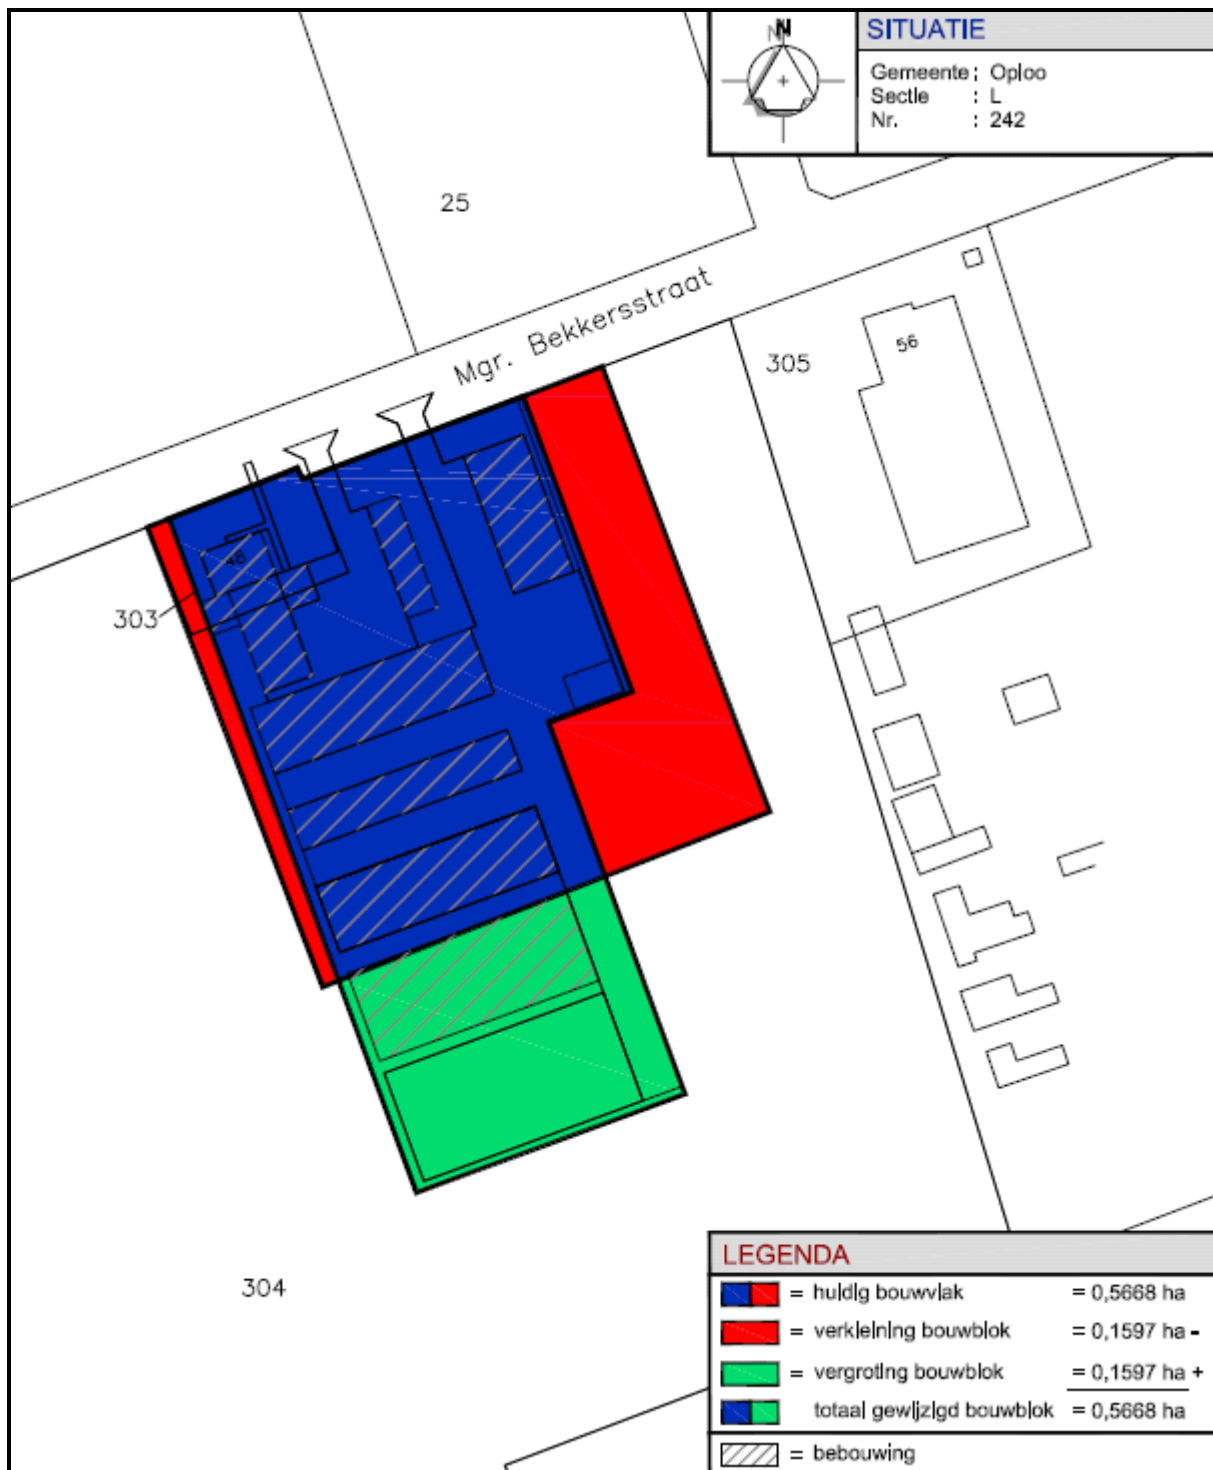 N
SITUATIE
Gemeente : Oploo
Sectie : L
Nr. : 242
25
Mgr. Bekkersstraat
305
56
48
303
304
LEGENDA
= huidig bouwvlak = 0,5668 ha
= verkleining bouwblok = 0,1597 ha -
= vergroting bouwblok = 0,1597 ha +
totaal gewijzigd bouwblok = 0,5668 ha
= bebouwing